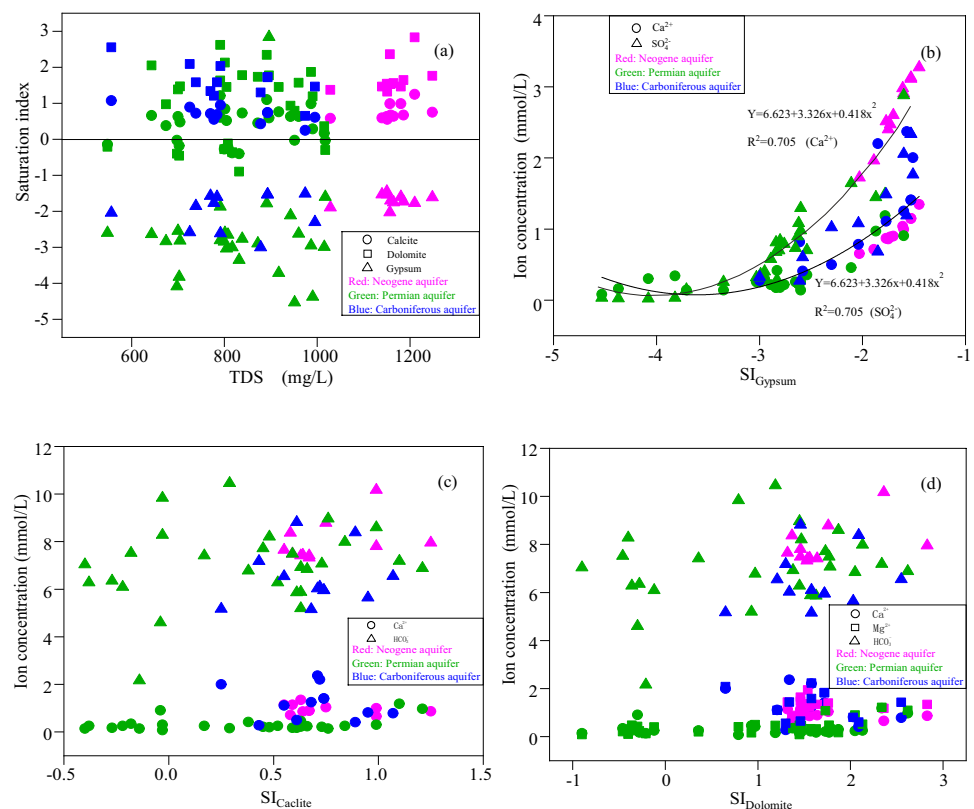 (a)
3
2
1
0
-1
-2
-3
-4
-5
Saturation index
600
800
1000
1200
TDS (mg/L)
Calcite
Dolomite
Gypsum
Red: Neogene aquifer
Green: Permian aquifer
Blue: Carboniferous aquifer
(b)
4
3
2
1
0
Ion concentration (mmol/L)
-5
-4
-3
-2
-1
SI Gypsum
Ca²⁺
SO₄²⁻
Red: Neogene aquifer
Green: Permian aquifer
Blue: Carboniferous aquifer
Y=6.623+3.326x+0.418x²
R²=0.705 (Ca²⁺)
Y=6.623+3.326x+0.418x²
R²=0.705 (SO₄²⁻)
(c)
12
10
8
6
4
2
0
Ion concentration (mmol/L)
-0.5
0.0
0.5
1.0
1.5
SI Caclite
Ca²⁺
HCO₃⁻
Red: Neogene aquifer
Green: Permian aquifer
Blue: Carboniferous aquifer
(d)
12
10
8
6
4
2
0
Ion concentration (mmol/L)
-1
0
1
2
3
SI Dolomite
Ca²⁺
Mg²⁺
HCO₃⁻
Red: Neogene aquifer
Green: Permian aquifer
Blue: Carboniferous aquifer